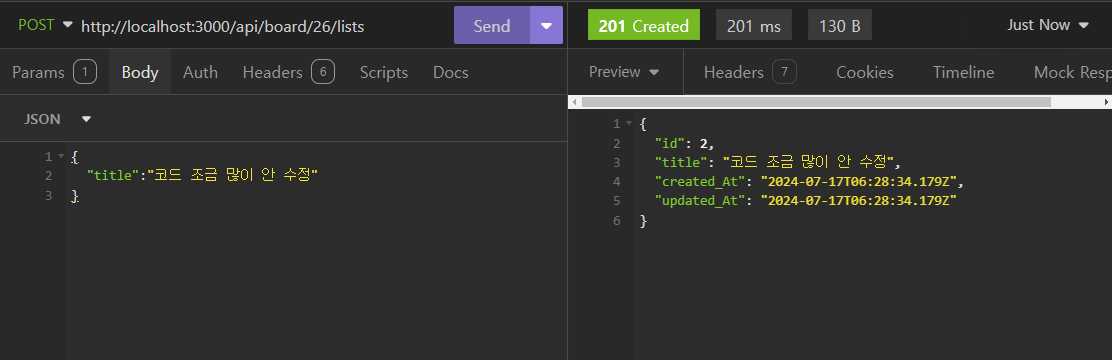 POST http://localhost:3000/api/board/26/lists Send
Params 1 Body Auth Headers 6 Scripts Docs
JSON
1 {
2 "title":"코드 조금 많이 안 수정"
3 }
201 Created 201 ms 130 B Just Now
Preview Headers 7 Cookies Timeline Mock Resp
1 {
2 "id": 2,
3 "title": "코드 조금 많이 안 수정",
4 "created_At": "2024-07-17T06:28:34.179Z",
5 "updated_At": "2024-07-17T06:28:34.179Z"
6 }